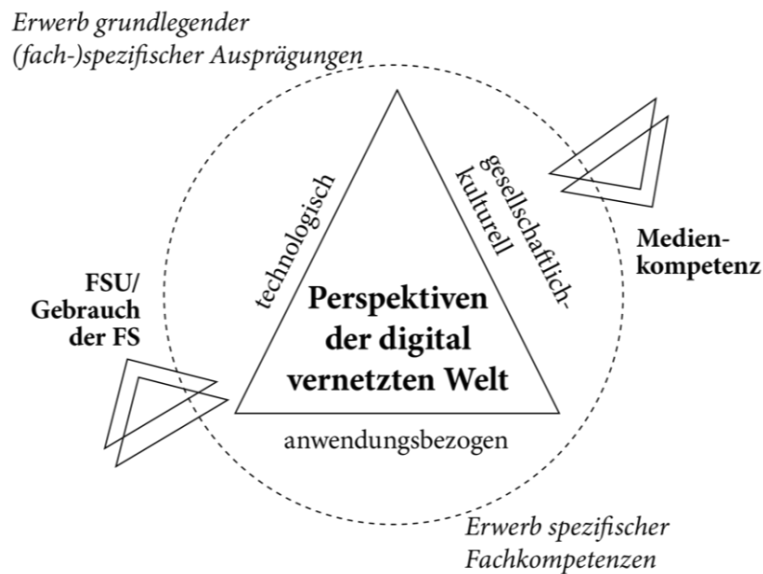 Erwerb grundlegender
(fach-)spezifischer Ausprägungen
technologisch
gesellschaftlich-
kulturell
Medien-
kompetenz
FSU/
Gebrauch
der FS
Perspektiven
der digital
vernetzten Welt
anwendungsbezogen
Erwerb spezifischer
Fachkompetenzen